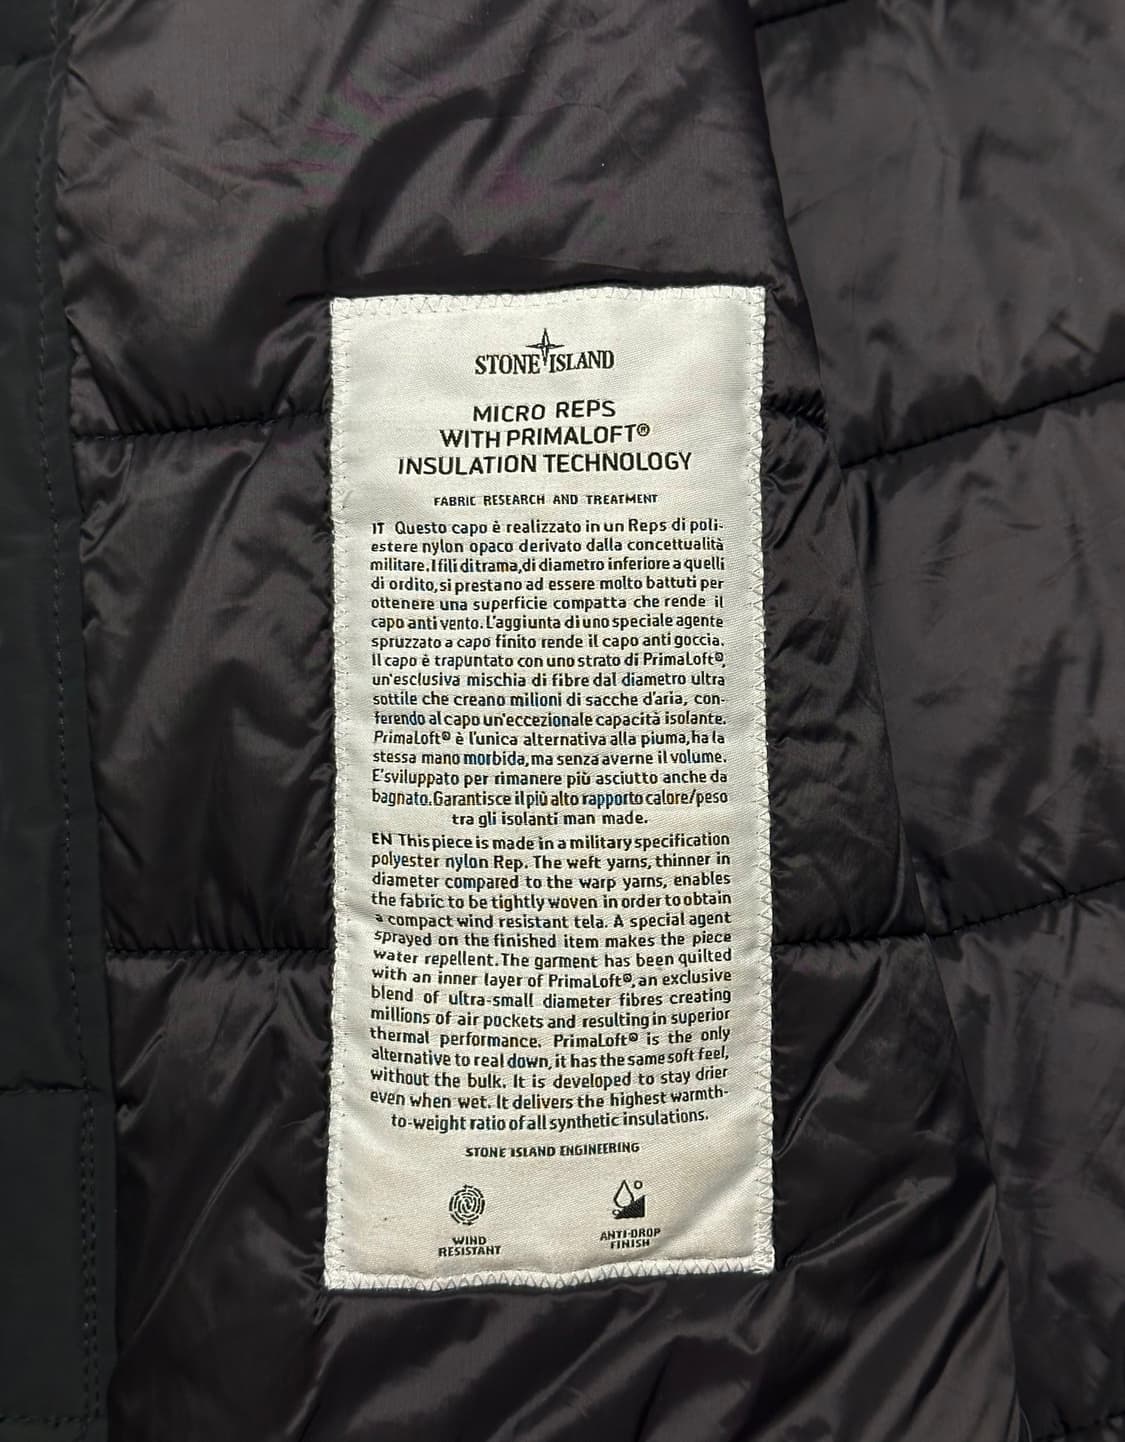 STONE ISLAND
MICRO REPS
WITH PRIMALOFT®
INSULATION TECHNOLOGY
FABRIC RESEARCH AND TREATMENT
IT Questo capo è realizzato in un Reps di poli-
estere nylon opaco derivato dalla concettualità
militare. I fili di trama, di diametro inferiore a quelli
di ordito, si prestano ad essere molto battuti per
ottenere una superficie compatta che rende il
capo anti vento. L'aggiunta di uno speciale agente
spruzzato a capo finito rende il capo anti goccia.
Il capo è trapuntato con uno strato di PrimaLoft®,
un'esclusiva mischia di fibre dal diametro ultra
sottile che creano milioni di sacche d'aria, con-
ferendo al capo un'eccezionale capacità isolante.
PrimaLoft® è l'unica alternativa alla piuma, ha la
stessa mano morbida, ma senza averne il volume.
E'sviluppato per rimanere più asciutto anche da
bagnato. Garantisce il più alto rapporto calore/peso
tra gli isolanti man made.
EN This piece is made in a military specification
polyester nylon Rep. The weft yarns, thinner in
diameter compared to the warp yarns, enables
the fabric to be tightly woven in order to obtain
a compact wind resistant tela. A special agent
sprayed on the finished item makes the piece
water repellent. The garment has been quilted
with an inner layer of PrimaLoft®, an exclusive
blend of ultra-small diameter fibres creating
millions of air pockets and resulting in superior
thermal performance. PrimaLoft® is the only
alternative to real down, it has the same soft feel,
without the bulk. It is developed to stay drier
even when wet. It delivers the highest warmth-
to-weight ratio of all synthetic insulations.
STONE ISLAND ENGINEERING
WIND
RESISTANT
ANTI-DROP
FINISH